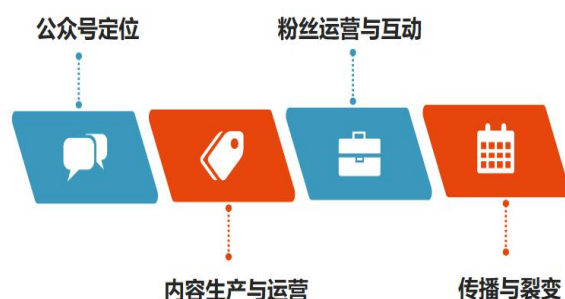 公众号定位
粉丝运营与互动
内容生产与运营
传播与裂变